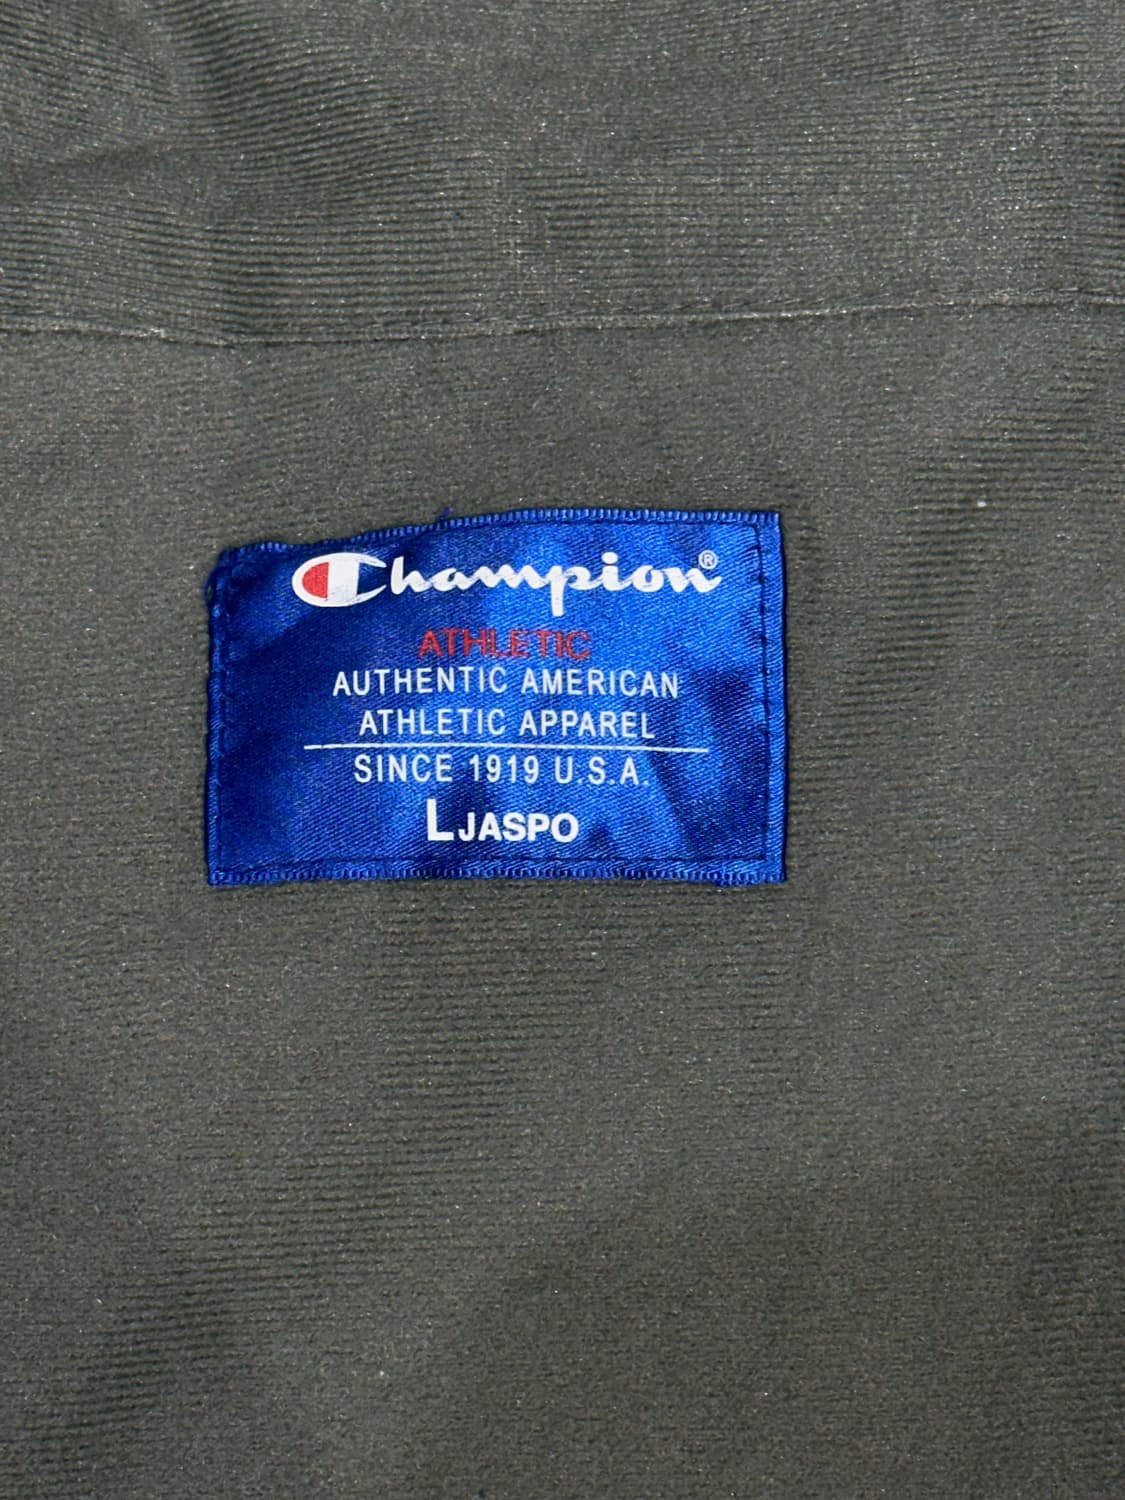 Champion®
ATHLETIC
AUTHENTIC AMERICAN
ATHLETIC APPAREL
SINCE 1919 U.S.A.
L JASPO